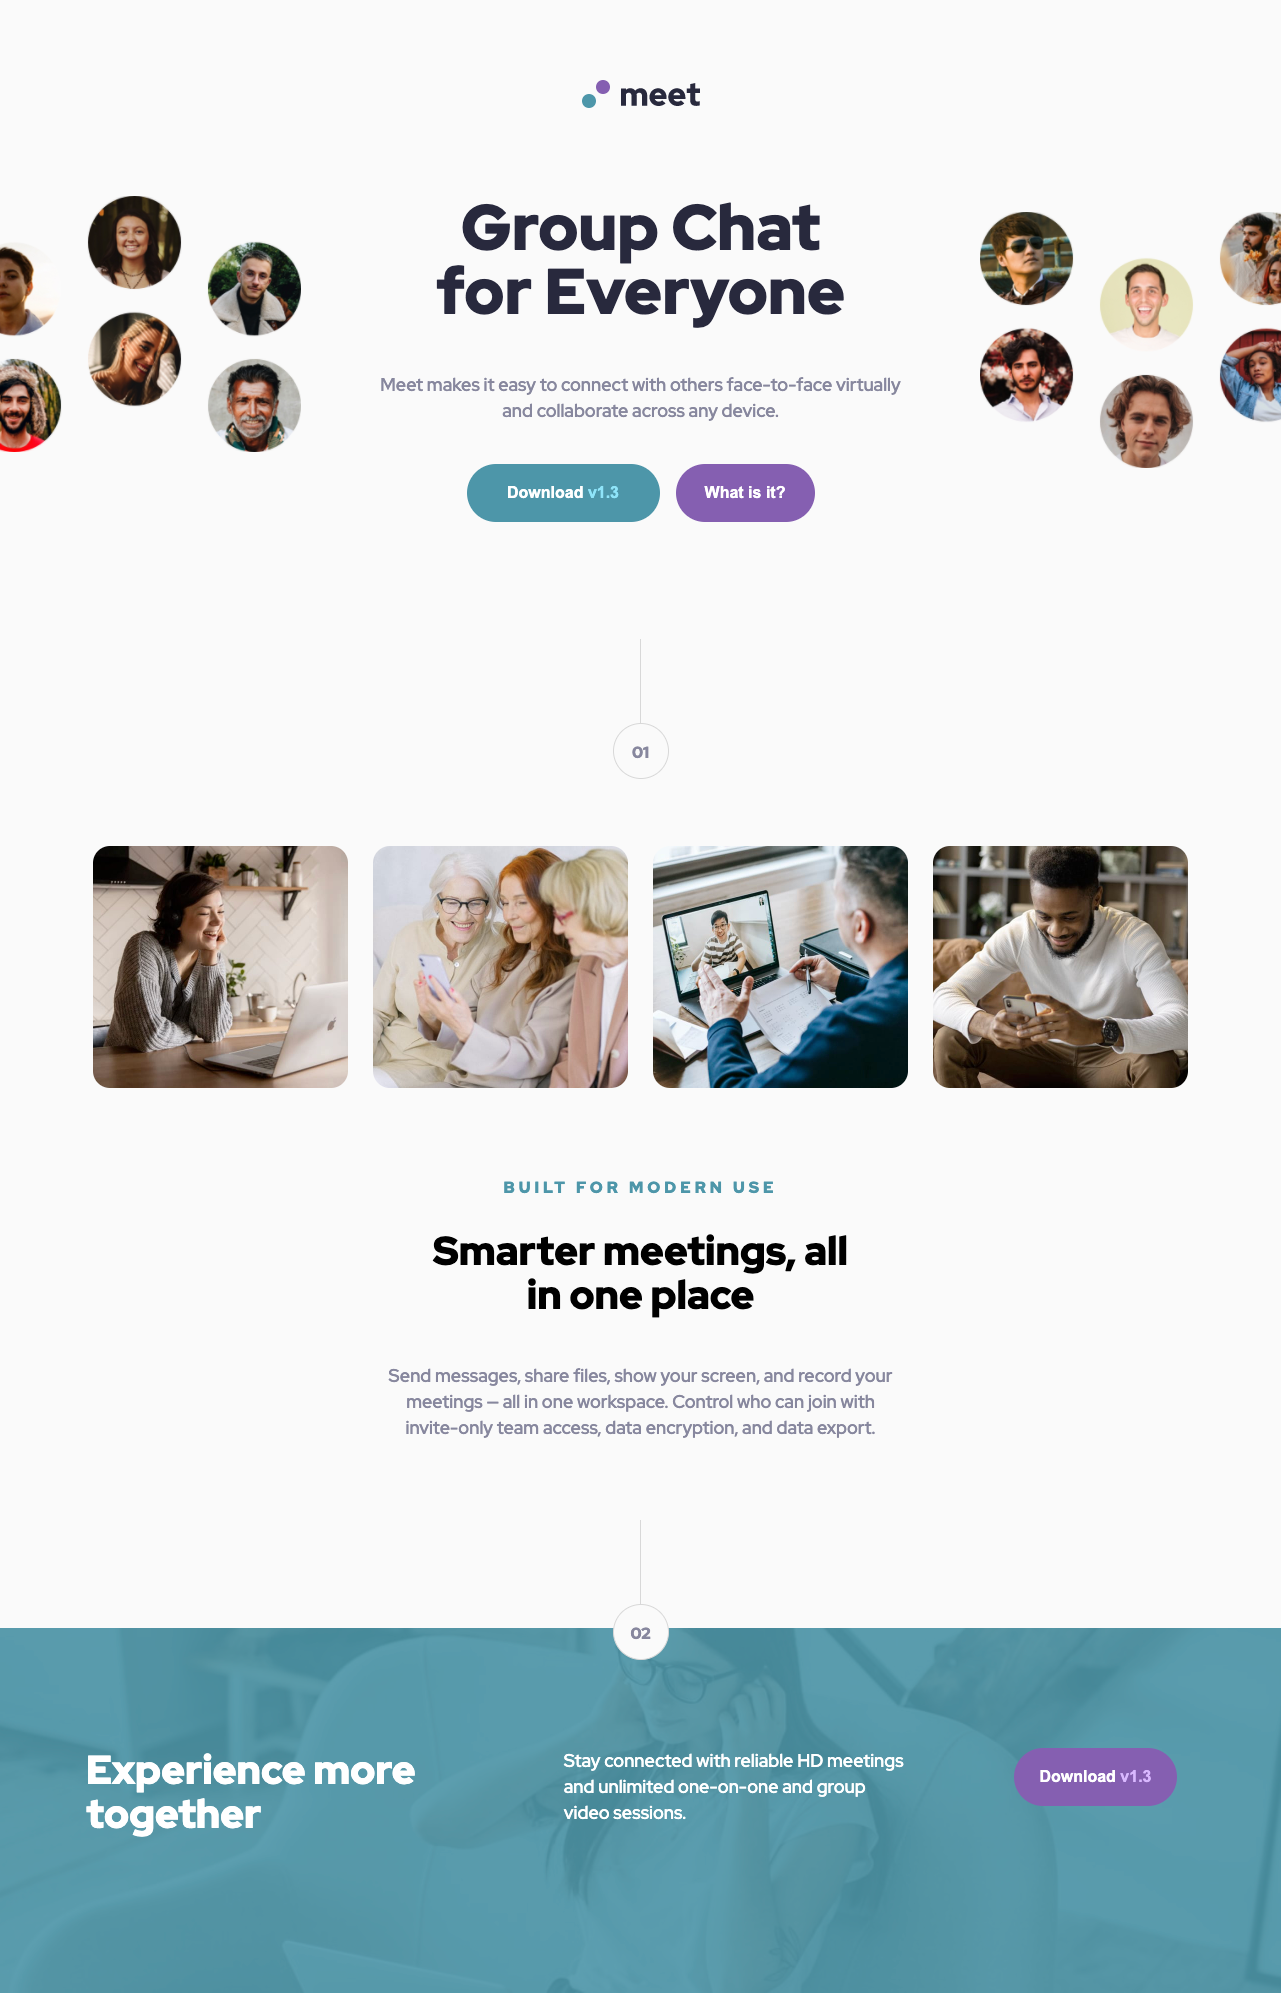 meet
Group Chat
for Everyone
Meet makes it easy to connect with others face-to-face virtually
and collaborate across any device.
Download v1.3
What is it?
01
BUILT FOR MODERN USE
Smarter meetings, all
in one place
Send messages, share files, show your screen, and record your
meetings — all in one workspace. Control who can join with
invite-only team access, data encryption, and data export.
02
Experience more
together
Stay connected with reliable HD meetings
and unlimited one-on-one and group
video sessions.
Download v1.3